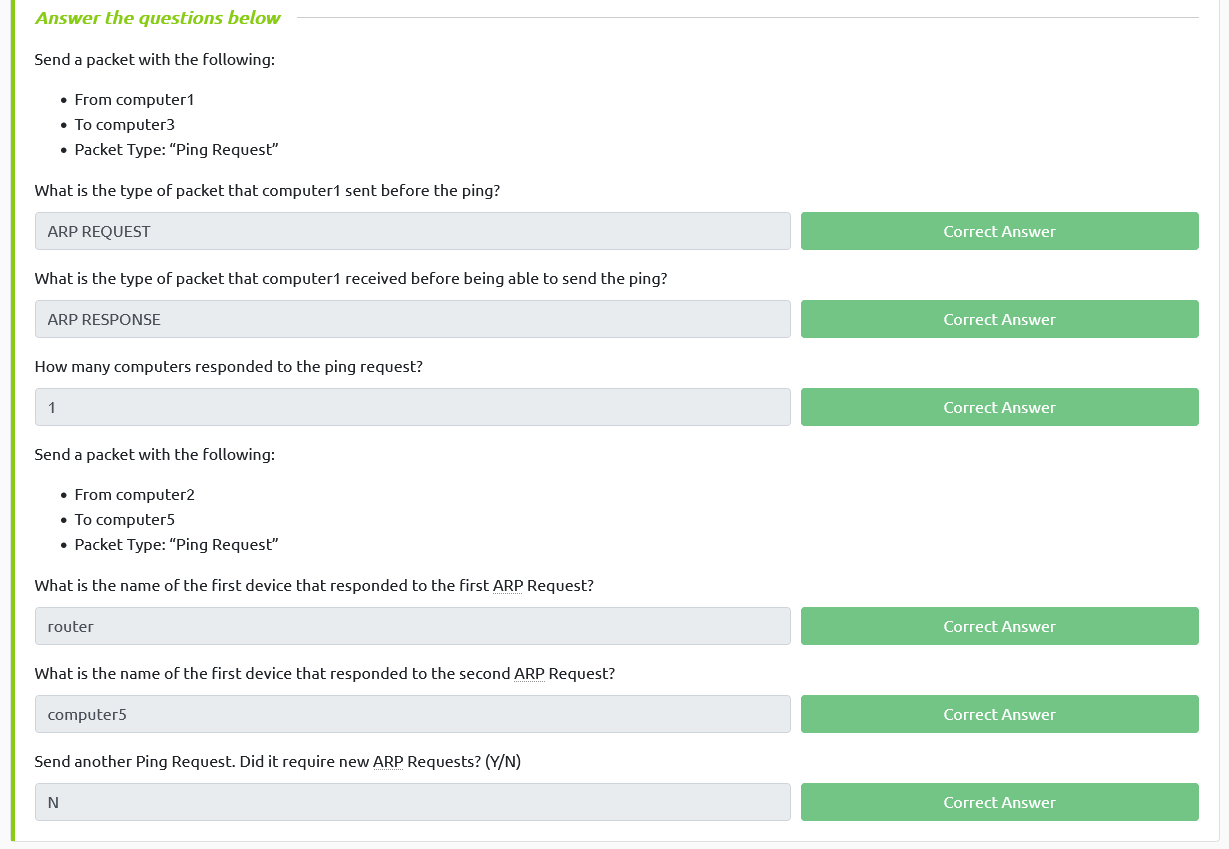 Answer the questions below
Send a packet with the following:
• From computer1
• To computer3
• Packet Type: “Ping Request”
What is the type of packet that computer1 sent before the ping?
ARP REQUEST
Correct Answer
What is the type of packet that computer1 received before being able to send the ping?
ARP RESPONSE
Correct Answer
How many computers responded to the ping request?
1
Correct Answer
Send a packet with the following:
• From computer2
• To computer5
• Packet Type: “Ping Request”
What is the name of the first device that responded to the first ARP Request?
router
Correct Answer
What is the name of the first device that responded to the second ARP Request?
computer5
Correct Answer
Send another Ping Request. Did it require new ARP Requests? (Y/N)
N
Correct Answer